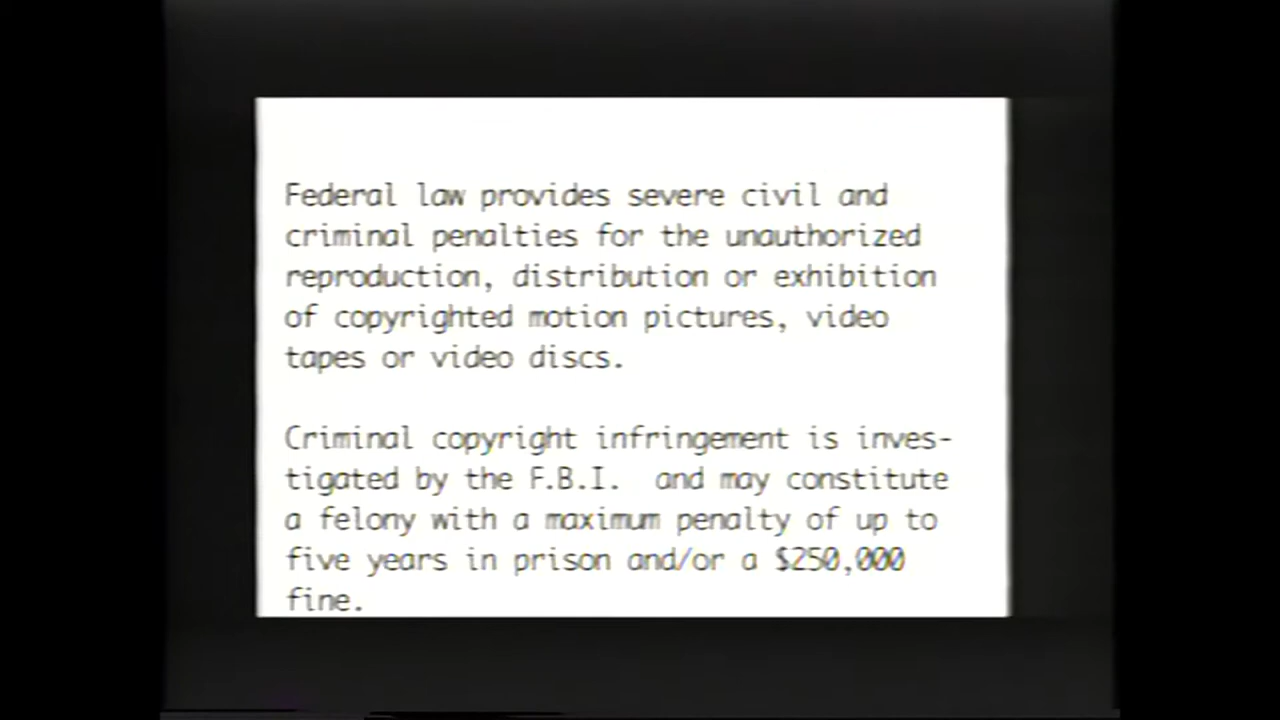 Federal law provides severe civil and
criminal penalties for the unauthorized
reproduction, distribution or exhibition
of copyrighted motion pictures, video
tapes or video discs.
Criminal copyright infringement is inves-
tigated by the F.B.I.  and may constitute
a felony with a maximum penalty of up to
five years in prison and/or a $250,000
fine.